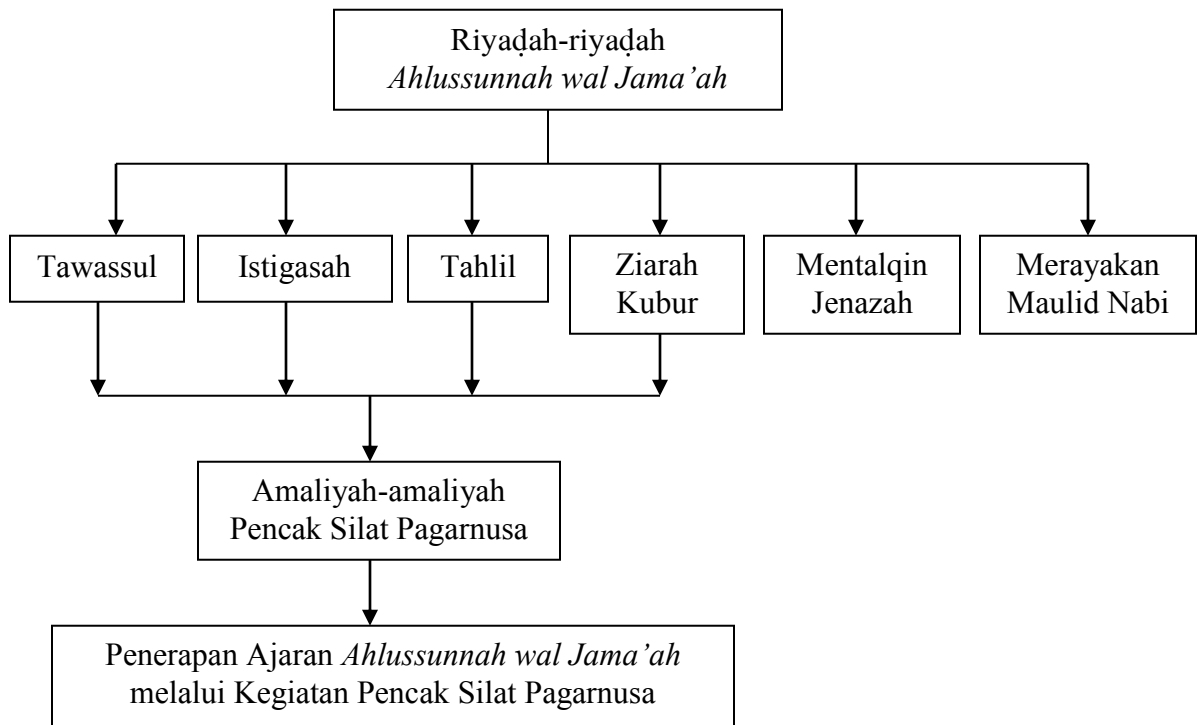 Riyaḍah-riyaḍah
Ahlussunnah wal Jama’ah
Tawassul
Istigasah
Tahlil
Ziarah
Kubur
Mentalqin
Jenazah
Merayakan
Maulid Nabi
Amaliyah-amaliyah
Pencak Silat Pagarnusa
Penerapan Ajaran Ahlussunnah wal Jama’ah
melalui Kegiatan Pencak Silat Pagarnusa